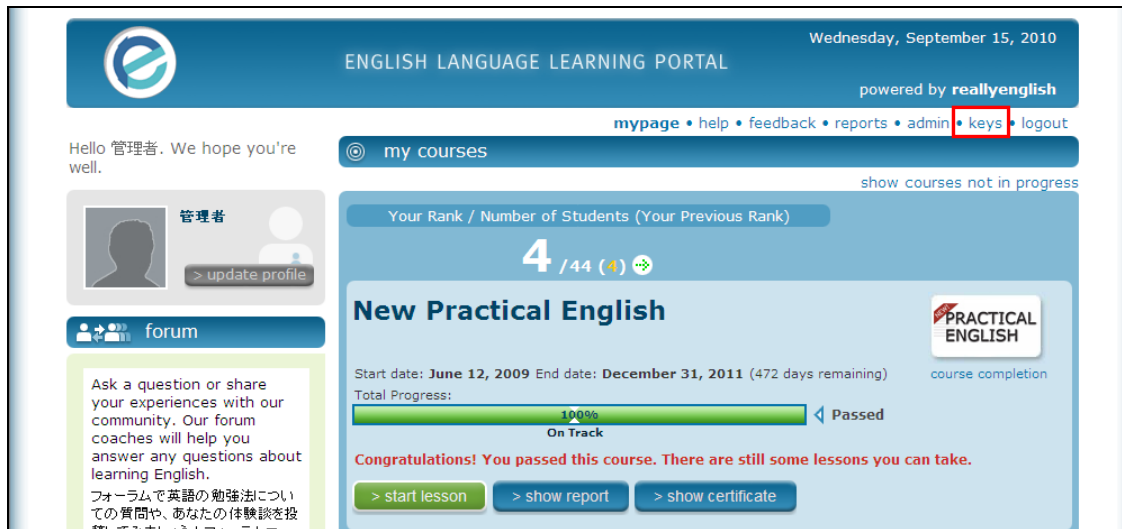 Wednesday, September 15, 2010
ENGLISH LANGUAGE LEARNING PORTAL
powered by reallyenglish
mypage • help • feedback • reports • admin • keys • logout
Hello 管理者. We hope you're
well.
管理者
> update profile
forum
Ask a question or share
your experiences with our
community. Our forum
coaches will help you
answer any questions about
learning English.
フォーラムで英語の勉強法につい
ての質問や、あなたの体験談を投
my courses
show courses not in progress
Your Rank / Number of Students (Your Previous Rank)
4 /44 (4)
New Practical English
NEW! PRACTICAL
ENGLISH
Start date: June 12, 2009 End date: December 31, 2011 (472 days remaining)
course completion
Total Progress:
100%
Passed
On Track
Congratulations! You passed this course. There are still some lessons you can take.
> start lesson
> show report
> show certificate